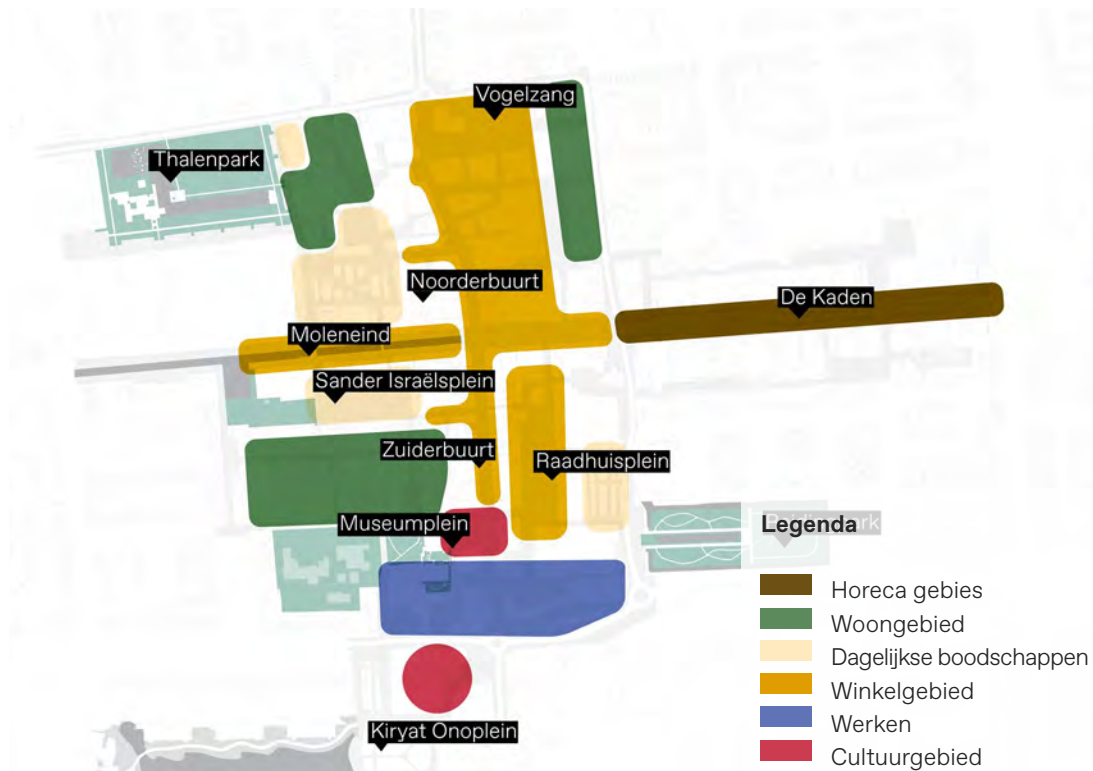 Vogelzang
Thalenpark
Noorderbuurt
De Kaden
Moleneind
Sander Israëlsplein
Zuiderbuurt
Raadhuisplein
Museumplein
Kiryat Onoplein
Legenda
Horeca gebies
Woongebied
Dagelijkse boodschappen
Winkelgebied
Werken
Cultuurgebied